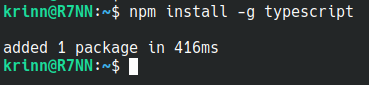 krinn@R7NN:~$ npm install -g typescript
added 1 package in 416ms
krinn@R7NN:~$